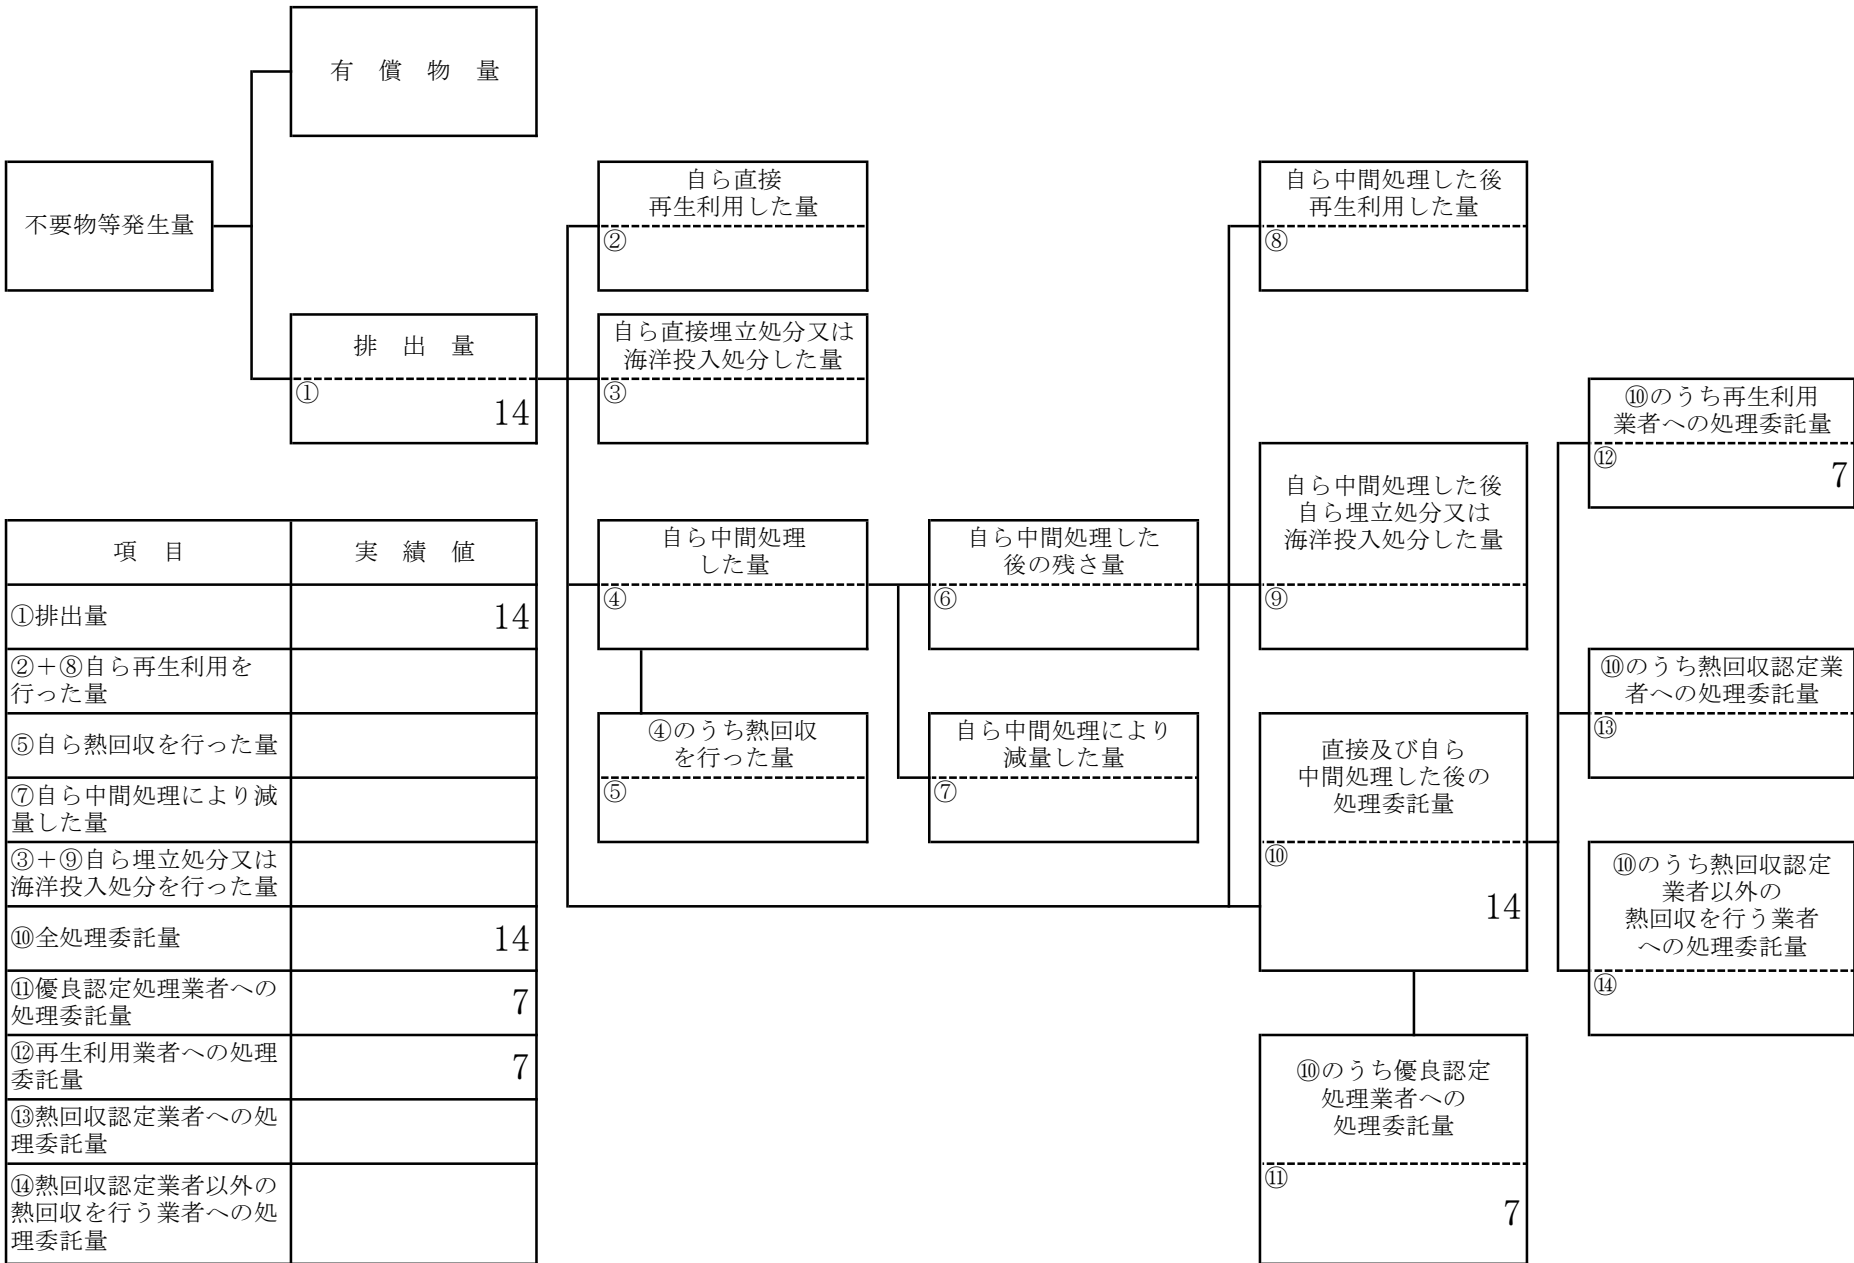 有 償 物 量
不要物等発生量
排 出 量
①
14
自ら直接
再生利用した量
②
自ら直接埋立処分又は
海洋投入処分した量
③
自ら中間処理
した量
④
④のうち熱回収
を行った量
⑤
自ら中間処理した
後の残さ量
⑥
自ら中間処理により
減量した量
⑦
自ら中間処理した後
再生利用した量
⑧
自ら中間処理した後
自ら埋立処分又は
海洋投入処分した量
⑨
直接及び自ら
中間処理した後の
処理委託量
⑩
14
⑩のうち優良認定
処理業者への
処理委託量
⑪
7
⑩のうち再生利用
業者への処理委託量
⑫
7
⑩のうち熱回収認定業
者への処理委託量
⑬
⑩のうち熱回収認定
業者以外の
熱回収を行う業者
への処理委託量
⑭
項 目 実 績 値
①排出量 14
②+⑧自ら再生利用を
行った量
⑤自ら熱回収を行った量
⑦自ら中間処理により減
量した量
③+⑨自ら埋立処分又は
海洋投入処分を行った量
⑩全処理委託量 14
⑪優良認定処理業者への
処理委託量 7
⑫再生利用業者への処理
委託量 7
⑬熱回収認定業者への処
理委託量
⑭熱回収認定業者以外の
熱回収を行う業者への処
理委託量